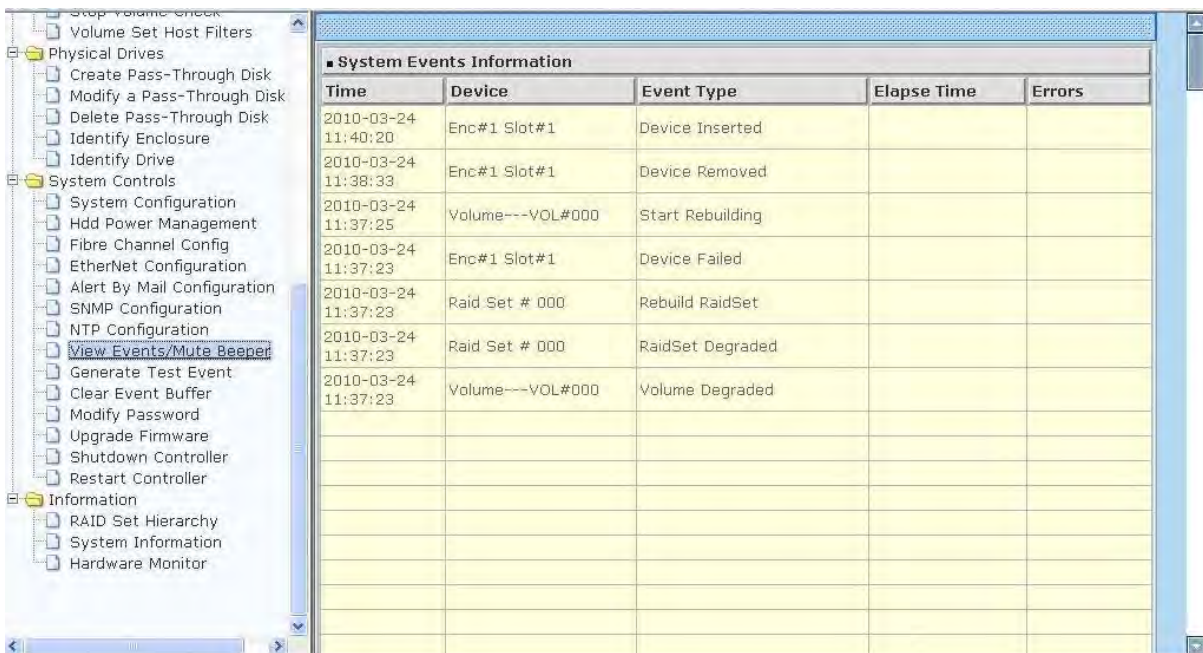 Stop Volume Check
Volume Set Host Filters
Physical Drives
Create Pass-Through Disk
Modify a Pass-Through Disk
Delete Pass-Through Disk
Identify Enclosure
Identify Drive
System Controls
System Configuration
Hdd Power Management
Fibre Channel Config
EtherNet Configuration
Alert By Mail Configuration
SNMP Configuration
NTP Configuration
View Events/Mute Beeper
Generate Test Event
Clear Event Buffer
Modify Password
Upgrade Firmware
Shutdown Controller
Restart Controller
Information
RAID Set Hierarchy
System Information
Hardware Monitor
System Events Information
Time Device Event Type Elapse Time Errors
2010-03-24
11:40:20 Enc#1 Slot#1 Device Inserted
2010-03-24
11:38:33 Enc#1 Slot#1 Device Removed
2010-03-24
11:37:25 Volume---VOL#000 Start Rebuilding
2010-03-24
11:37:23 Enc#1 Slot#1 Device Failed
2010-03-24
11:37:23 Raid Set # 000 Rebuild RaidSet
2010-03-24
11:37:23 Raid Set # 000 RaidSet Degraded
2010-03-24
11:37:23 Volume---VOL#000 Volume Degraded